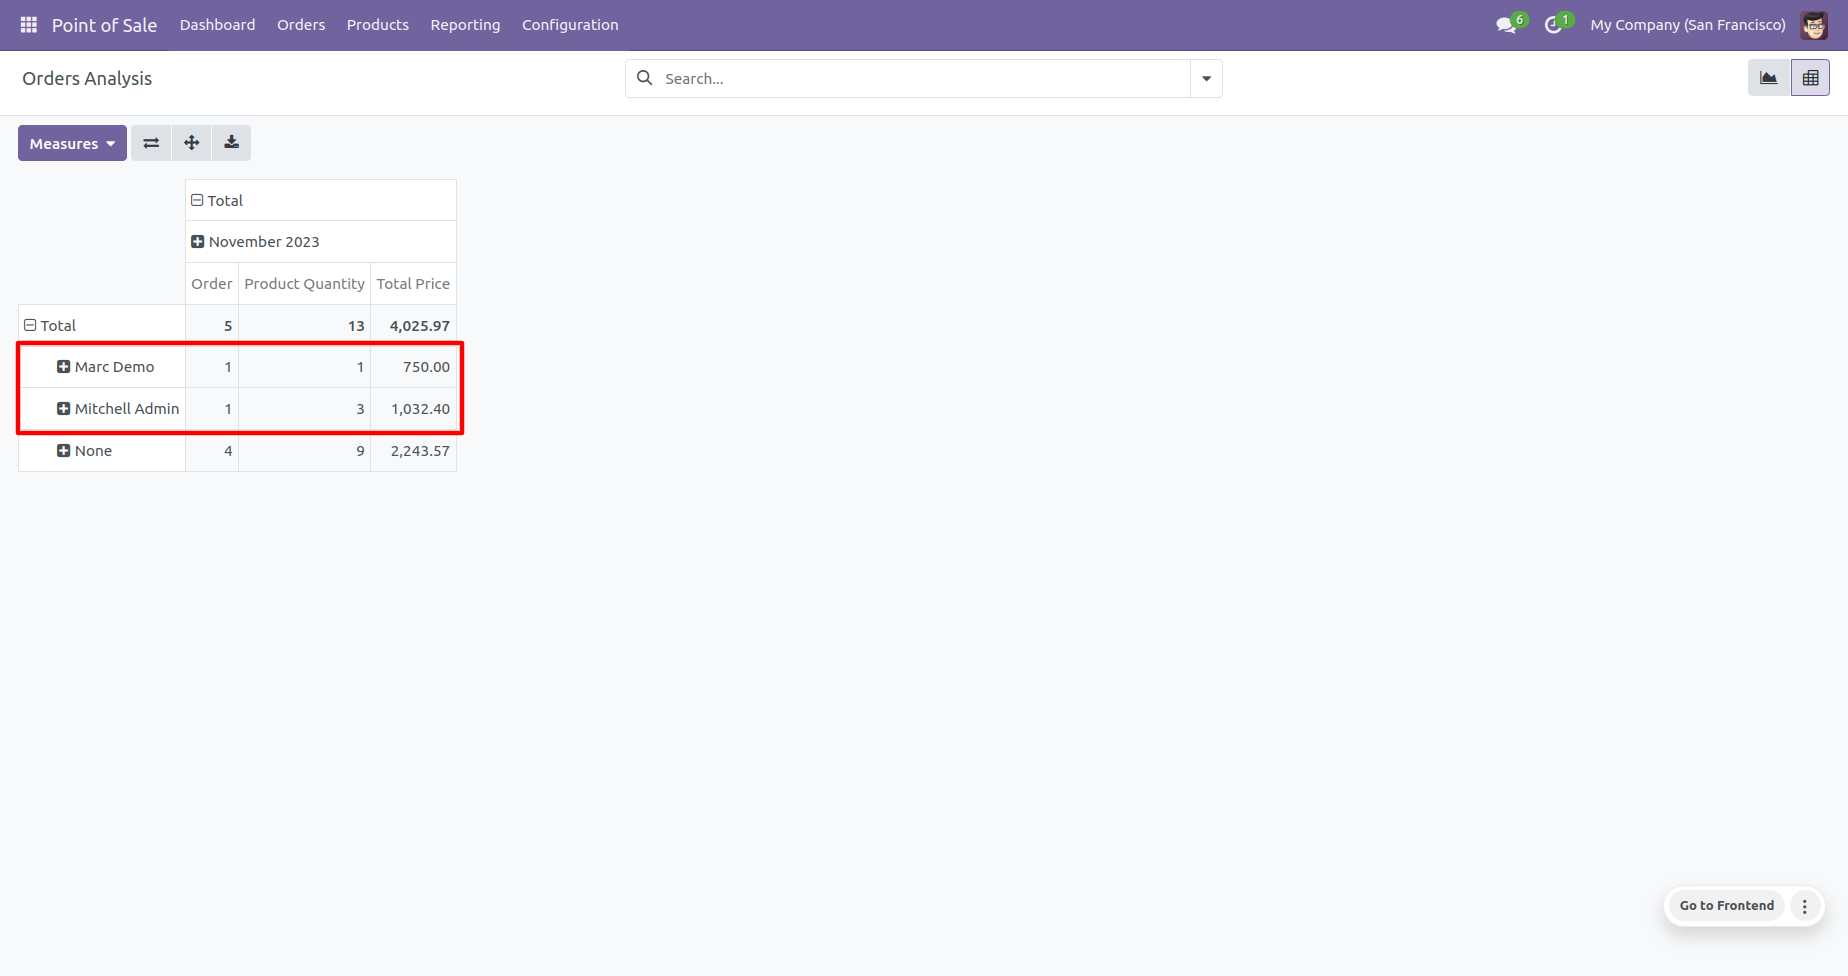 Point of Sale Dashboard Orders Products Reporting Configuration 6 1 My Company (San Francisco)
Orders Analysis Search...
Measures
Total
November 2023
Order Product Quantity Total Price
Total 5 13 4,025.97
Marc Demo 1 1 750.00
Mitchell Admin 1 3 1,032.40
None 4 9 2,243.57
Go to Frontend